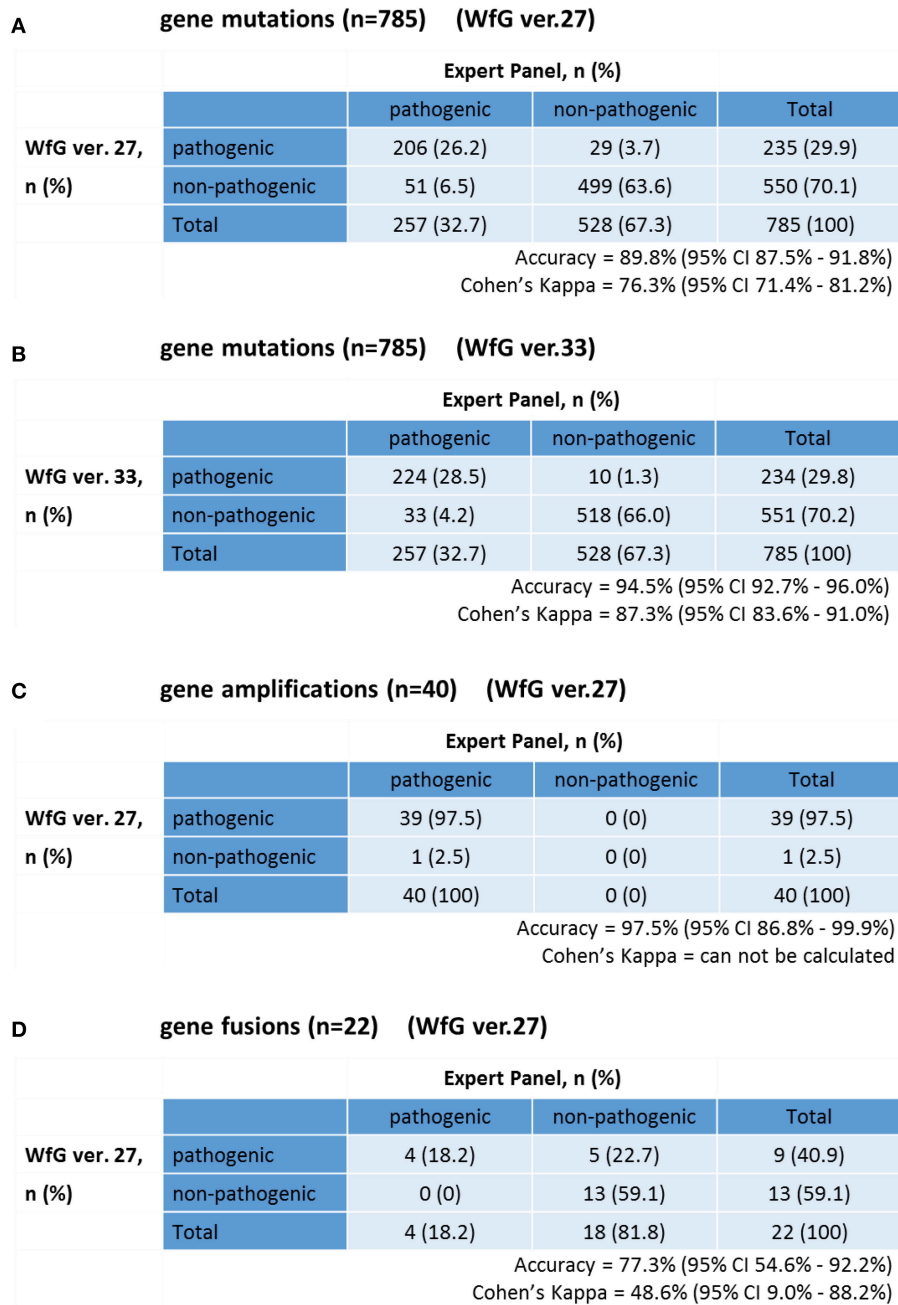 A gene mutations (n=785) (WfG ver.27)
Expert Panel, n (%)
pathogenic non-pathogenic Total
WfG ver. 27, pathogenic 206 (26.2) 29 (3.7) 235 (29.9)
n (%) non-pathogenic 51 (6.5) 499 (63.6) 550 (70.1)
Total 257 (32.7) 528 (67.3) 785 (100)
Accuracy = 89.8% (95% CI 87.5% - 91.8%)
Cohen's Kappa = 76.3% (95% CI 71.4% - 81.2%)
B gene mutations (n=785) (WfG ver.33)
Expert Panel, n (%)
pathogenic non-pathogenic Total
WfG ver. 33, pathogenic 224 (28.5) 10 (1.3) 234 (29.8)
n (%) non-pathogenic 33 (4.2) 518 (66.0) 551 (70.2)
Total 257 (32.7) 528 (67.3) 785 (100)
Accuracy = 94.5% (95% CI 92.7% - 96.0%)
Cohen's Kappa = 87.3% (95% CI 83.6% - 91.0%)
C gene amplifications (n=40) (WfG ver.27)
Expert Panel, n (%)
pathogenic non-pathogenic Total
WfG ver. 27, pathogenic 39 (97.5) 0 (0) 39 (97.5)
n (%) non-pathogenic 1 (2.5) 0 (0) 1 (2.5)
Total 40 (100) 0 (0) 40 (100)
Accuracy = 97.5% (95% CI 86.8% - 99.9%)
Cohen's Kappa = can not be calculated
D gene fusions (n=22) (WfG ver.27)
Expert Panel, n (%)
pathogenic non-pathogenic Total
WfG ver. 27, pathogenic 4 (18.2) 5 (22.7) 9 (40.9)
n (%) non-pathogenic 0 (0) 13 (59.1) 13 (59.1)
Total 4 (18.2) 18 (81.8) 22 (100)
Accuracy = 77.3% (95% CI 54.6% - 92.2%)
Cohen's Kappa = 48.6% (95% CI 9.0% - 88.2%)